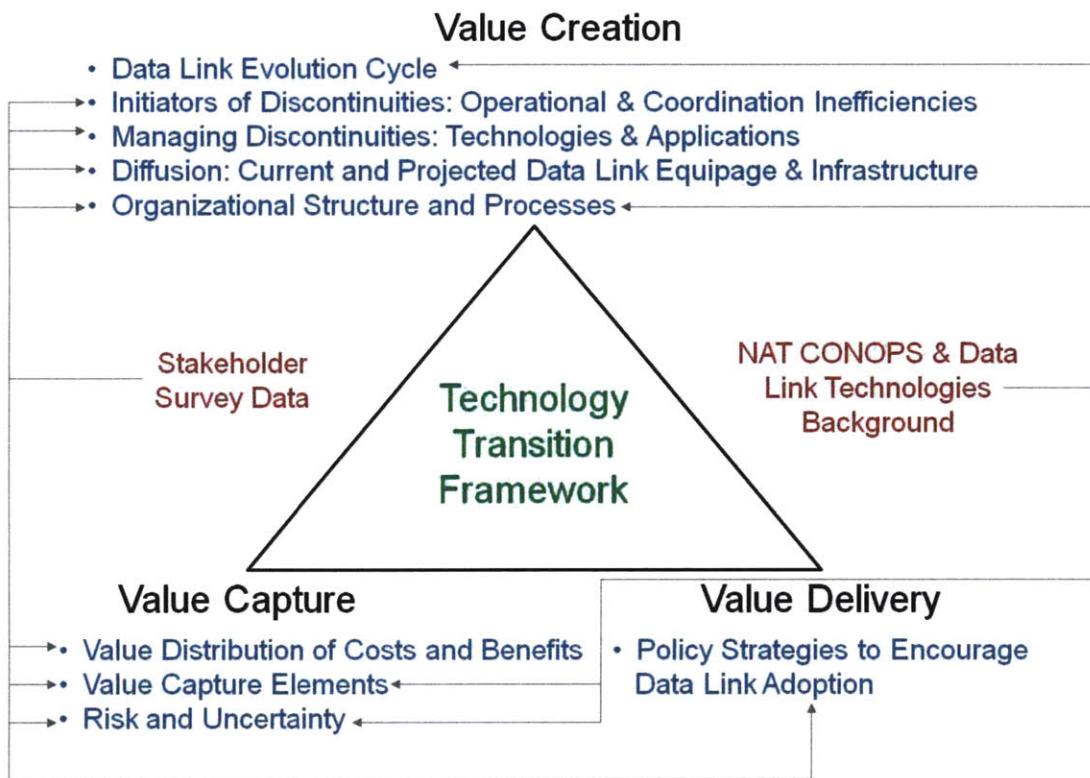 Value Creation
• Data Link Evolution Cycle
• Initiators of Discontinuities: Operational & Coordination Inefficiencies
• Managing Discontinuities: Technologies & Applications
• Diffusion: Current and Projected Data Link Equipage & Infrastructure
• Organizational Structure and Processes
Stakeholder
Survey Data
Technology
Transition
Framework
NAT CONOPS & Data
Link Technologies
Background
Value Capture
• Value Distribution of Costs and Benefits
• Value Capture Elements
• Risk and Uncertainty
Value Delivery
• Policy Strategies to Encourage
Data Link Adoption